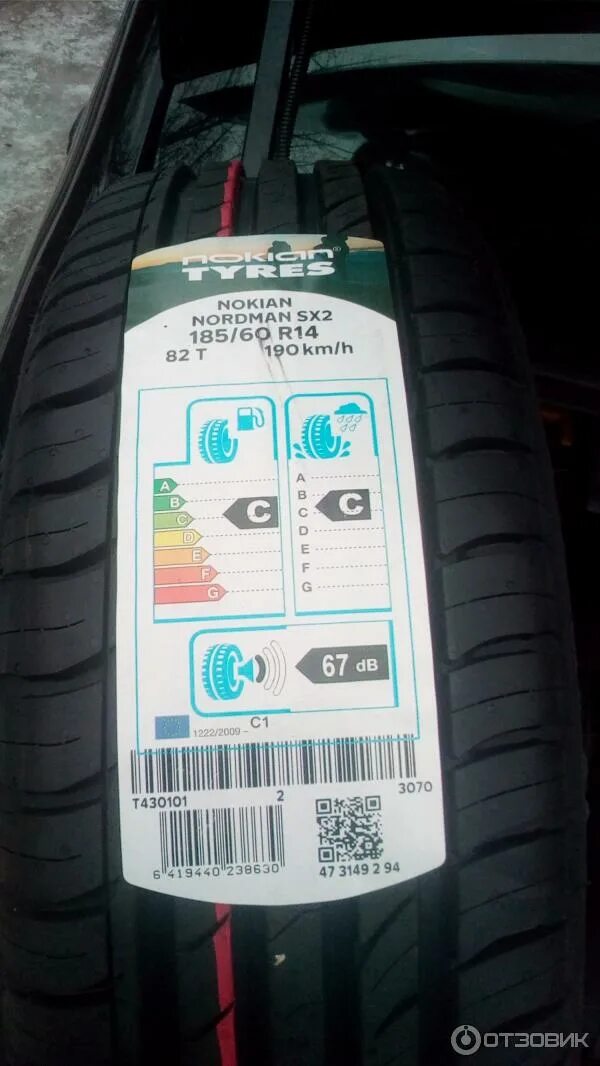 nokian®
TYRES
NOKIAN
NORDMAN SX2
185/60 R14
82 T 190 km/h
A
B
C
D
E
F
G
C
A
B
C
D
E
F
G
C
67 dB
1222/2009 - C1
T430101 2 3070
6 419440 238630
47 3149 2 94
ОТЗОВИК